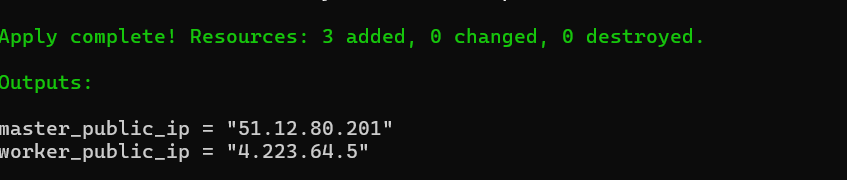 Apply complete! Resources: 3 added, 0 changed, 0 destroyed.
Outputs:
master_public_ip = "51.12.80.201"
worker_public_ip = "4.223.64.5"